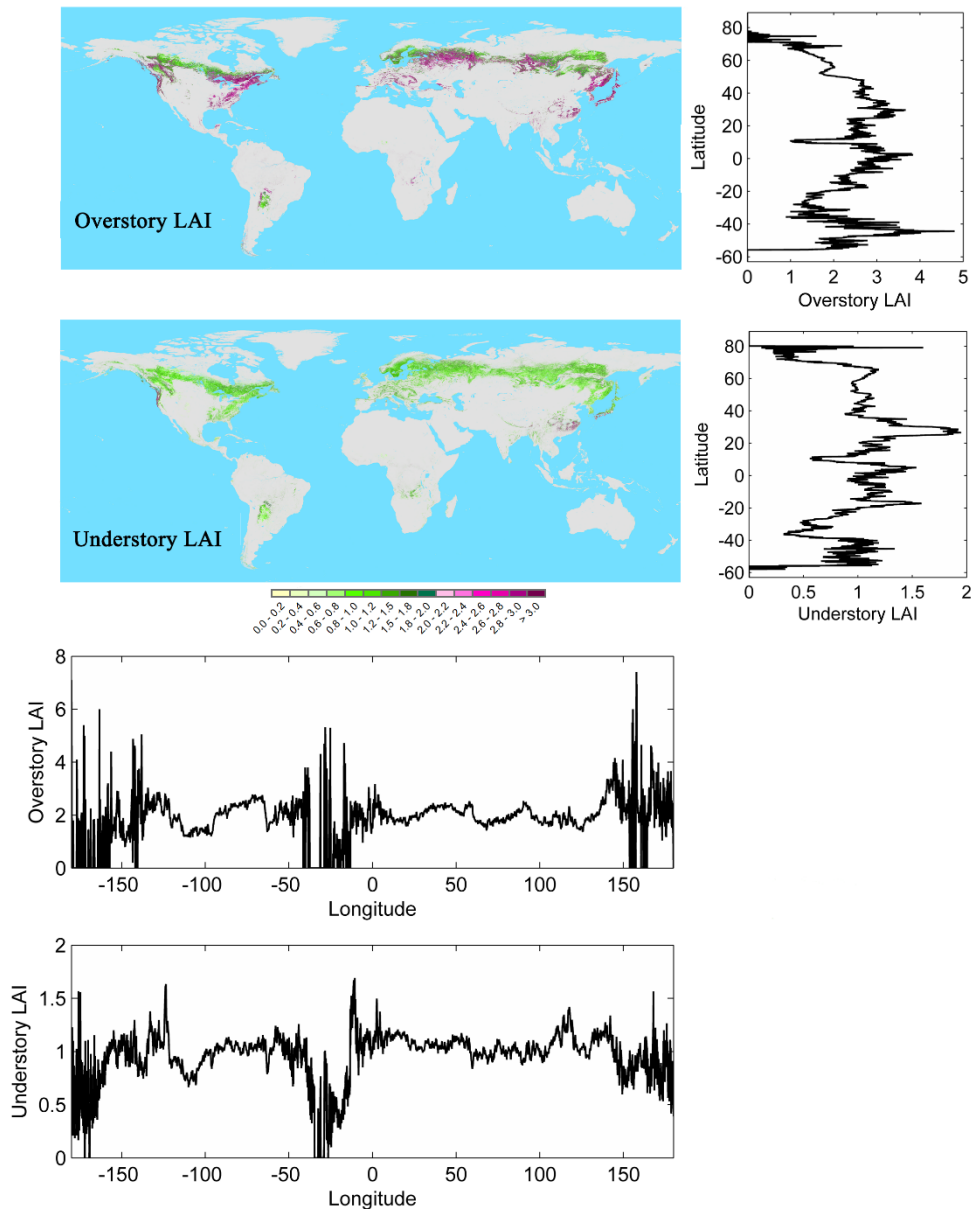 Overstory LAI
80
60
40
20
0
-20
-40
-60
Latitude
0 1 2 3 4 5
Overstory LAI
Understory LAI
80
60
40
20
0
-20
-40
-60
Latitude
0 0.5 1 1.5 2
Understory LAI
0.0 - 0.2
0.2 - 0.4
0.4 - 0.6
0.6 - 0.8
0.8 - 1.0
1.0 - 1.2
1.2 - 1.5
1.5 - 1.8
1.8 - 2.0
2.0 - 2.2
2.2 - 2.4
2.4 - 2.6
2.6 - 2.8
2.8 - 3.0
> 3.0
8
6
4
2
0
Overstory LAI
-150 -100 -50 0 50 100 150
Longitude
2
1.5
1
0.5
0
Understory LAI
-150 -100 -50 0 50 100 150
Longitude